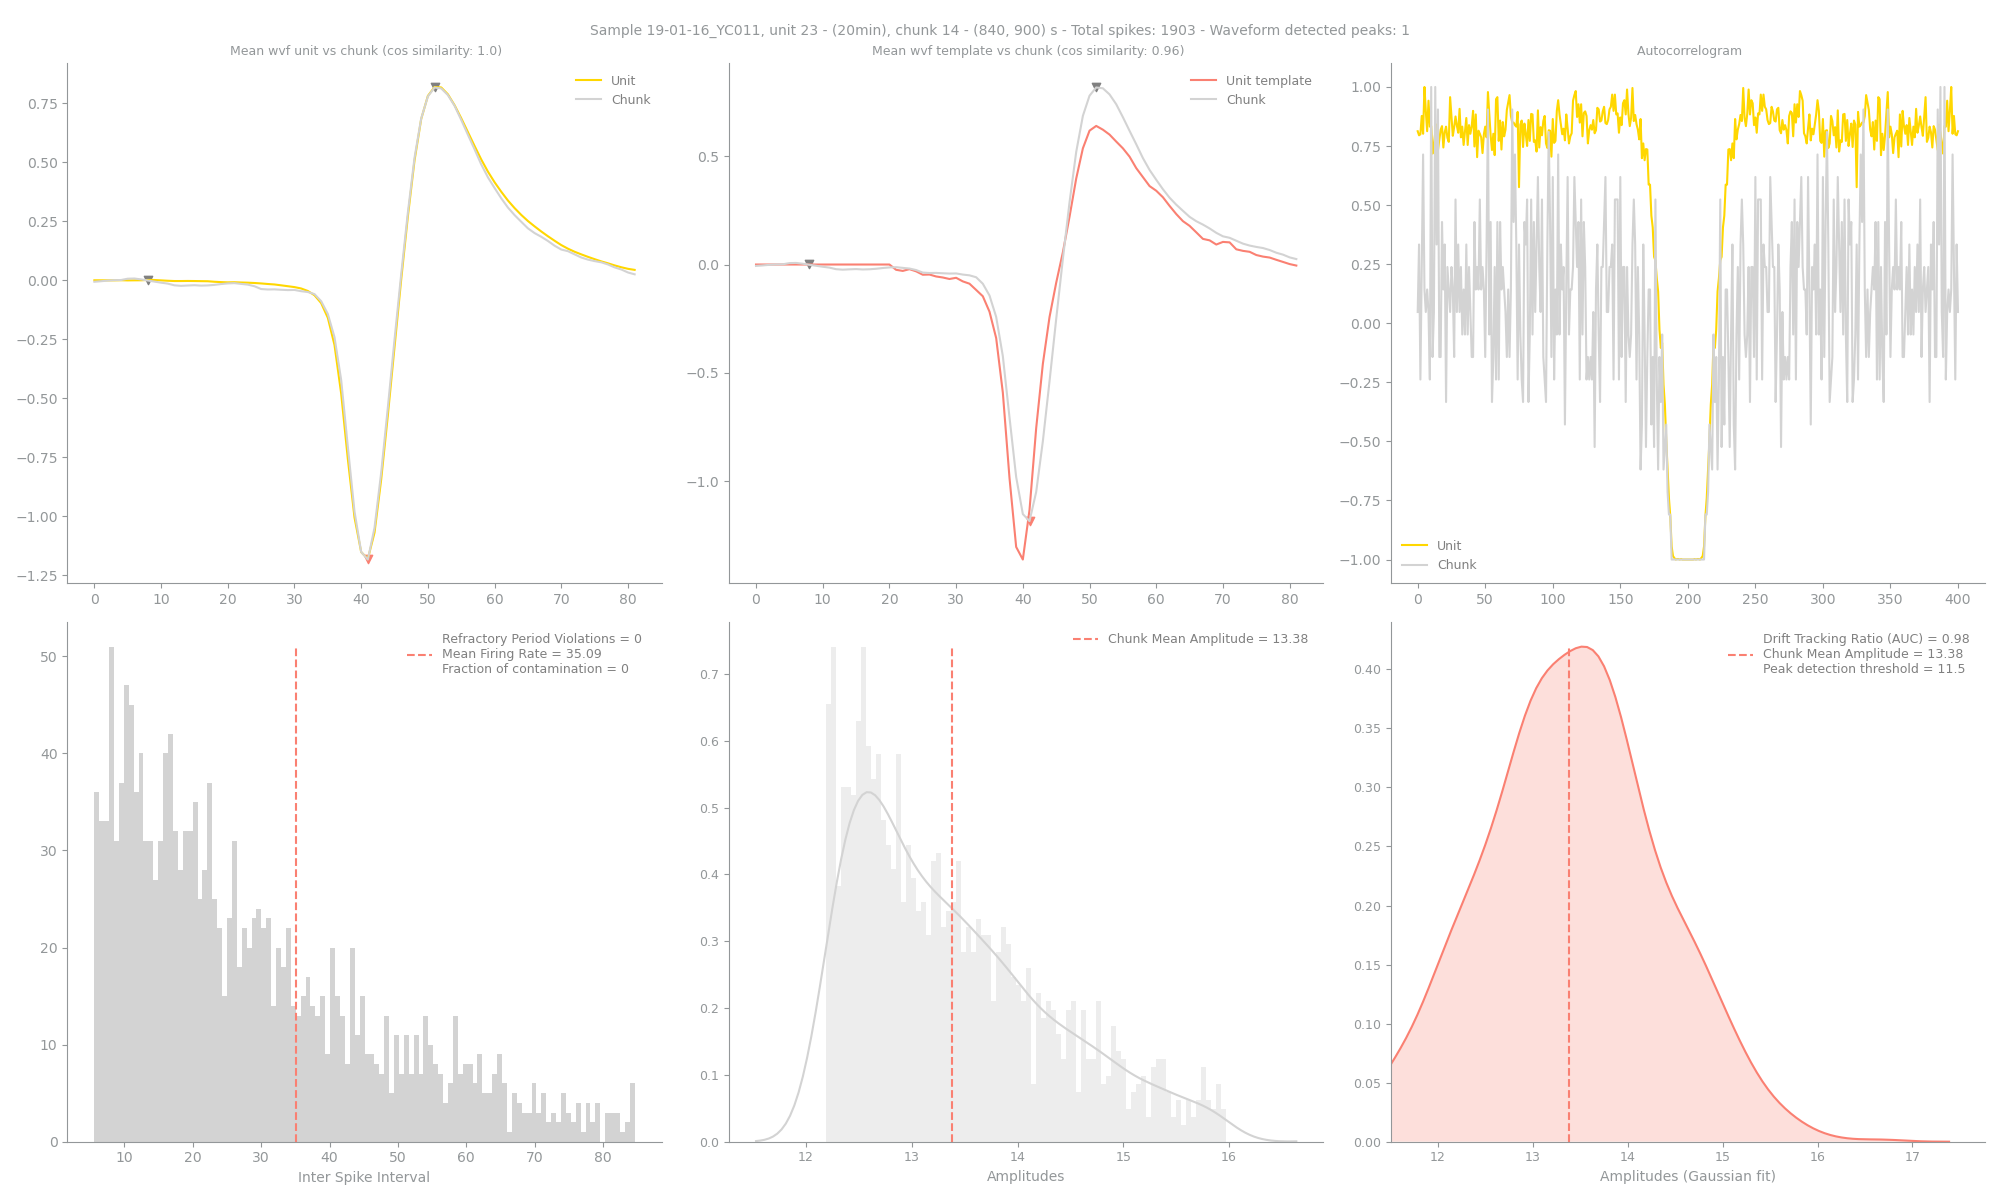 Sample 19-01-16_YC011, unit 23 - (20min), chunk 14 - (840, 900) s - Total spikes: 1903 - Waveform detected peaks: 1
Mean wvf unit vs chunk (cos similarity: 1.0)
Unit
Chunk
0.75
0.50
0.25
0.00
−0.25
−0.50
−0.75
−1.00
−1.25
0 10 20 30 40 50 60 70 80
Mean wvf template vs chunk (cos similarity: 0.96)
Unit template
Chunk
0.5
0.0
−0.5
−1.0
0 10 20 30 40 50 60 70 80
Autocorrelogram
1.00
0.75
0.50
0.25
0.00
−0.25
−0.50
−0.75
−1.00
Unit
Chunk
0 50 100 150 200 250 300 350 400
Refractory Period Violations = 0
Mean Firing Rate = 35.09
Fraction of contamination = 0
50
40
30
20
10
0
10 20 30 40 50 60 70 80
Inter Spike Interval
Chunk Mean Amplitude = 13.38
0.7
0.6
0.5
0.4
0.3
0.2
0.1
0.0
12 13 14 15 16
Amplitudes
Drift Tracking Ratio (AUC) = 0.98
Chunk Mean Amplitude = 13.38
Peak detection threshold = 11.5
0.40
0.35
0.30
0.25
0.20
0.15
0.10
0.05
0.00
12 13 14 15 16 17
Amplitudes (Gaussian fit)